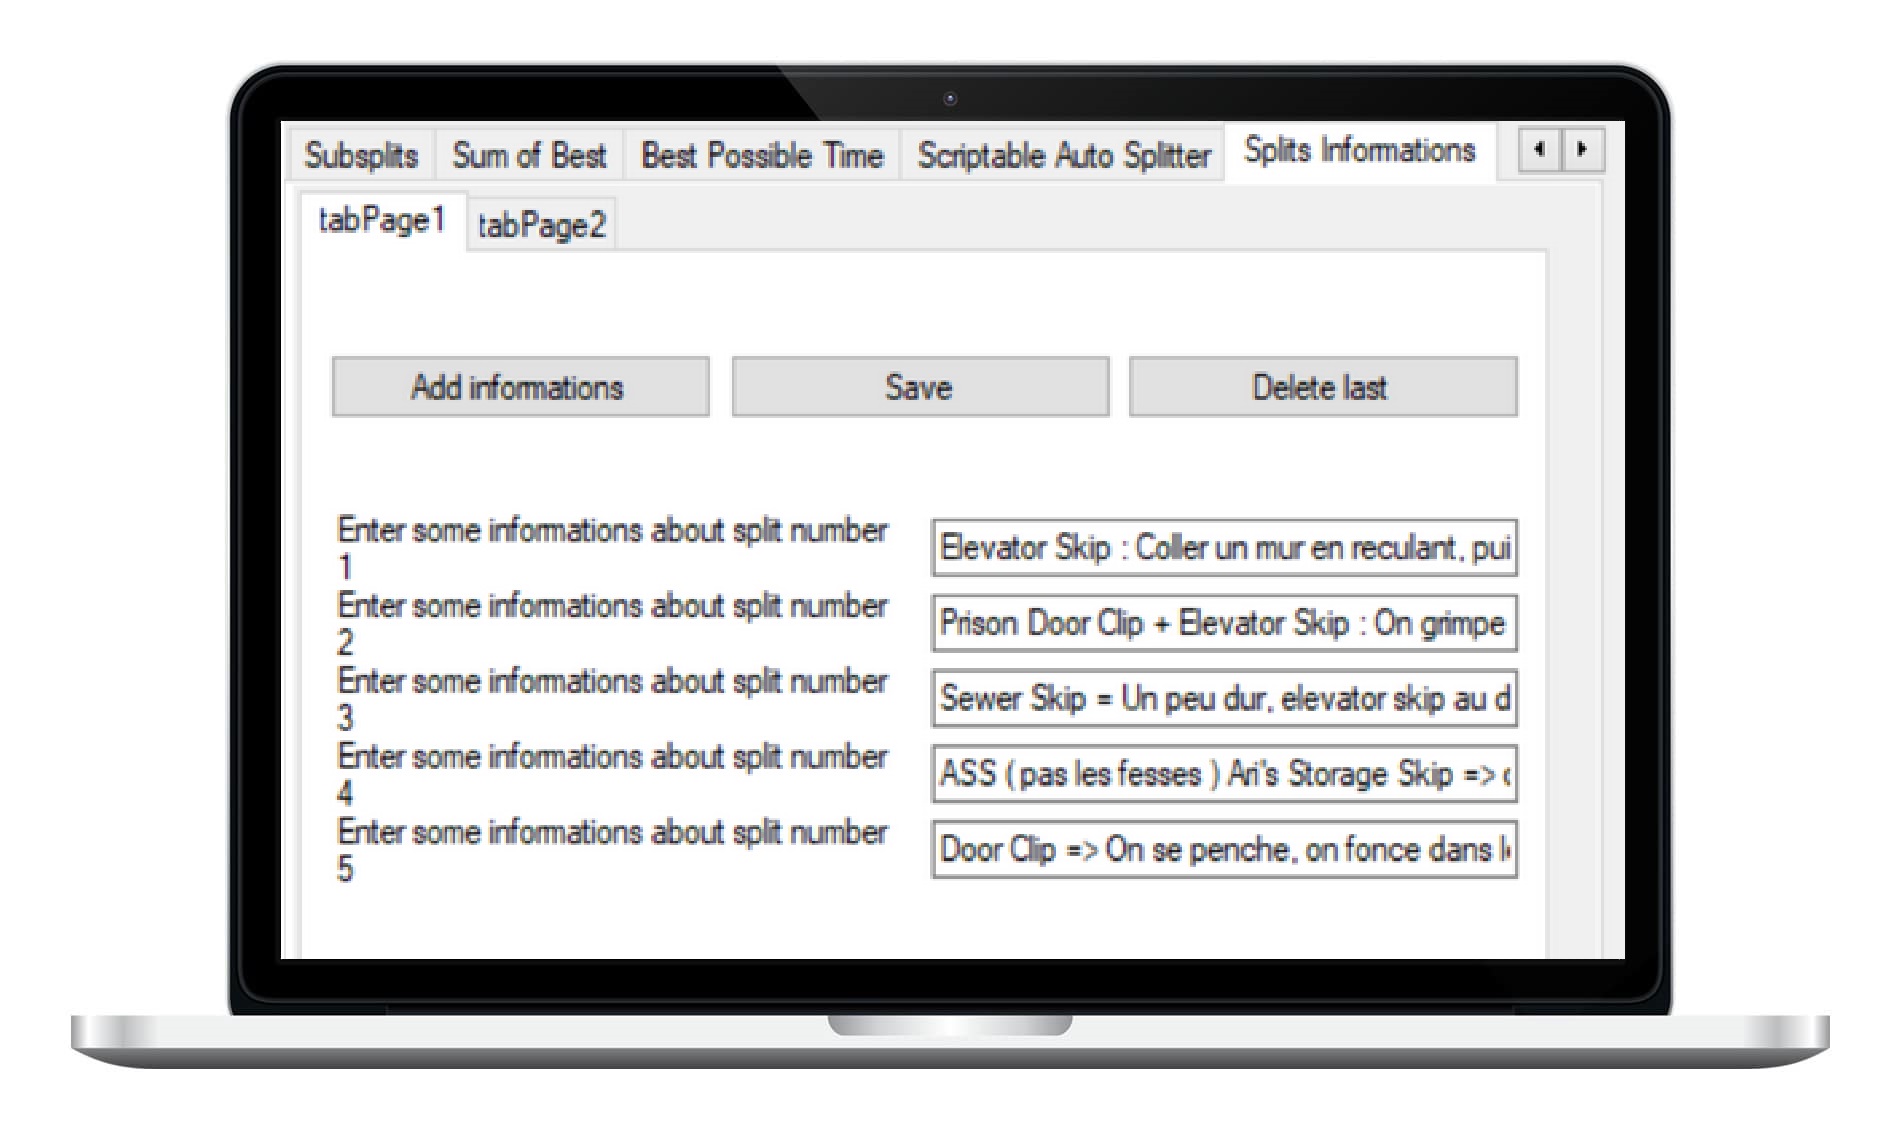 Subsplits Sum of Best Best Possible Time Scriptable Auto Splitter Splits Informations
tabPage1 tabPage2
Add informations Save Delete last
Enter some informations about split number
1
Elevator Skip : Coller un mur en reculant, pui
Enter some informations about split number
2
Prison Door Clip + Elevator Skip : On grimpe
Enter some informations about split number
3
Sewer Skip = Un peu dur, elevator skip au d
Enter some informations about split number
4
ASS ( pas les fesses ) Ari's Storage Skip =>
Enter some informations about split number
5
Door Clip => On se penche, on fonce dans